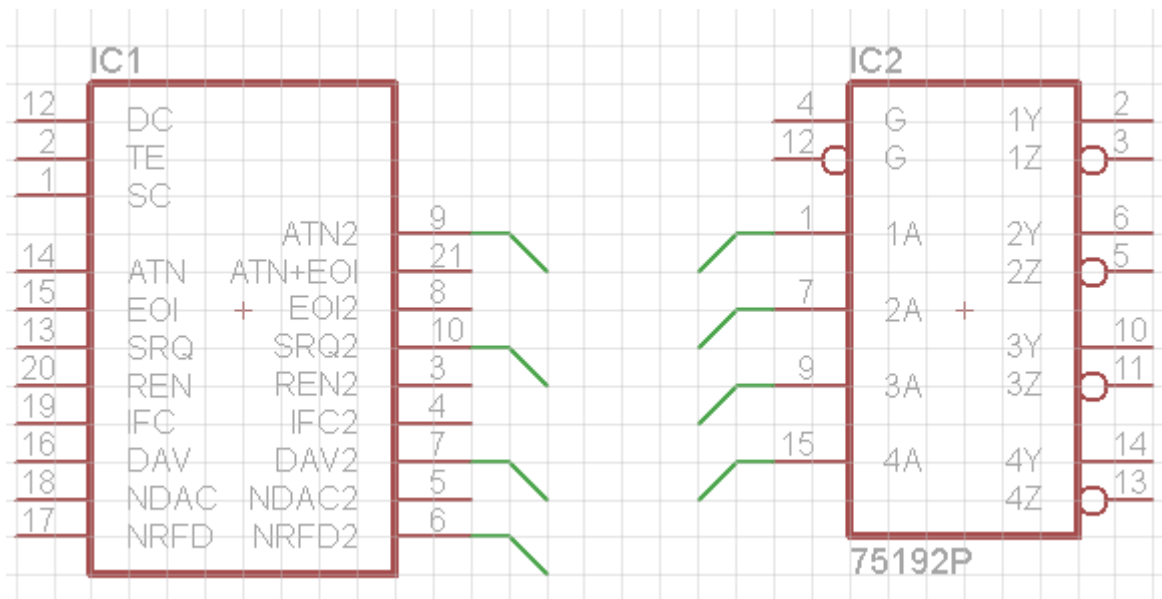 IC1
12 DC
2 TE
1 SC
ATN2 9
14 ATN ATN+EOI 21
15 EOI EOI2 8
13 SRQ SRQ2 10
20 REN REN2 3
19 IFC IFC2 4
16 DAV DAV2 7
18 NDAC NDAC2 5
17 NRFD NRFD2 6
IC2
4 G 1Y 2
12 G 1Z 3
1 1A 2Y 6
2Z 5
7 2A
3Y 10
9 3A 3Z 11
15 4A 4Y 14
4Z 13
75192P